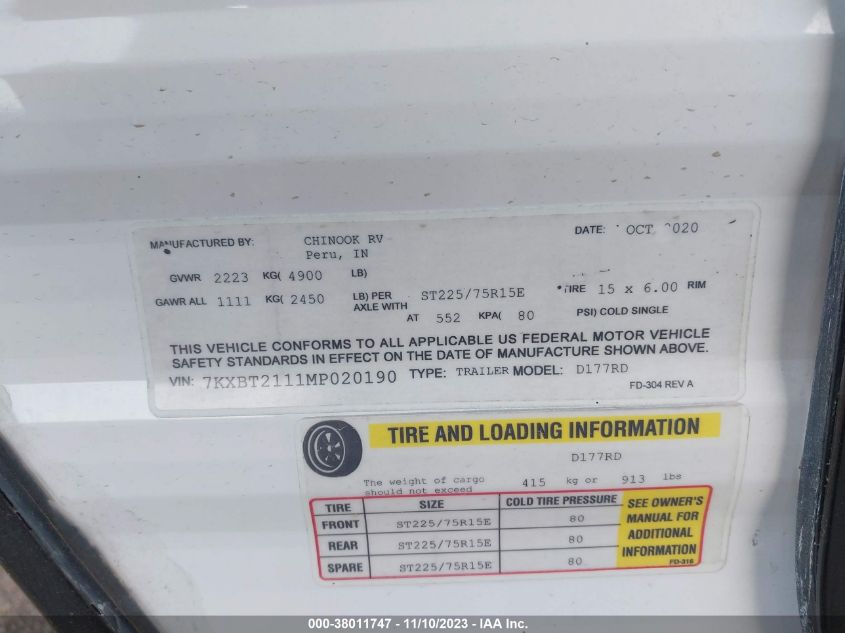 MANUFACTURED BY: CHINOOK RV DATE: OCT 2020
Peru, IN
GVWR 2223 KG( 4900 LB)
GAWR ALL 1111 KG( 2450 LB) PER AXLE WITH ST225/75R15E TIRE 15 x 6.00 RIM
AT 552 KPA( 80 PSI) COLD SINGLE
THIS VEHICLE CONFORMS TO ALL APPLICABLE US FEDERAL MOTOR VEHICLE
SAFETY STANDARDS IN EFFECT ON THE DATE OF MANUFACTURE SHOWN ABOVE.
VIN: 7KXBT2111MP020190 TYPE: TRAILER MODEL: D177RD
FD-304 REV A
TIRE AND LOADING INFORMATION
D177RD
The weight of cargo should not exceed 415 kg or 913 lbs
TIRE SIZE COLD TIRE PRESSURE
FRONT ST225/75R15E 80
REAR ST225/75R15E 80
SPARE ST225/75R15E 80
SEE OWNER'S
MANUAL FOR
ADDITIONAL
INFORMATION
FD-316
000-38011747 - 11/10/2023 - IAA Inc.